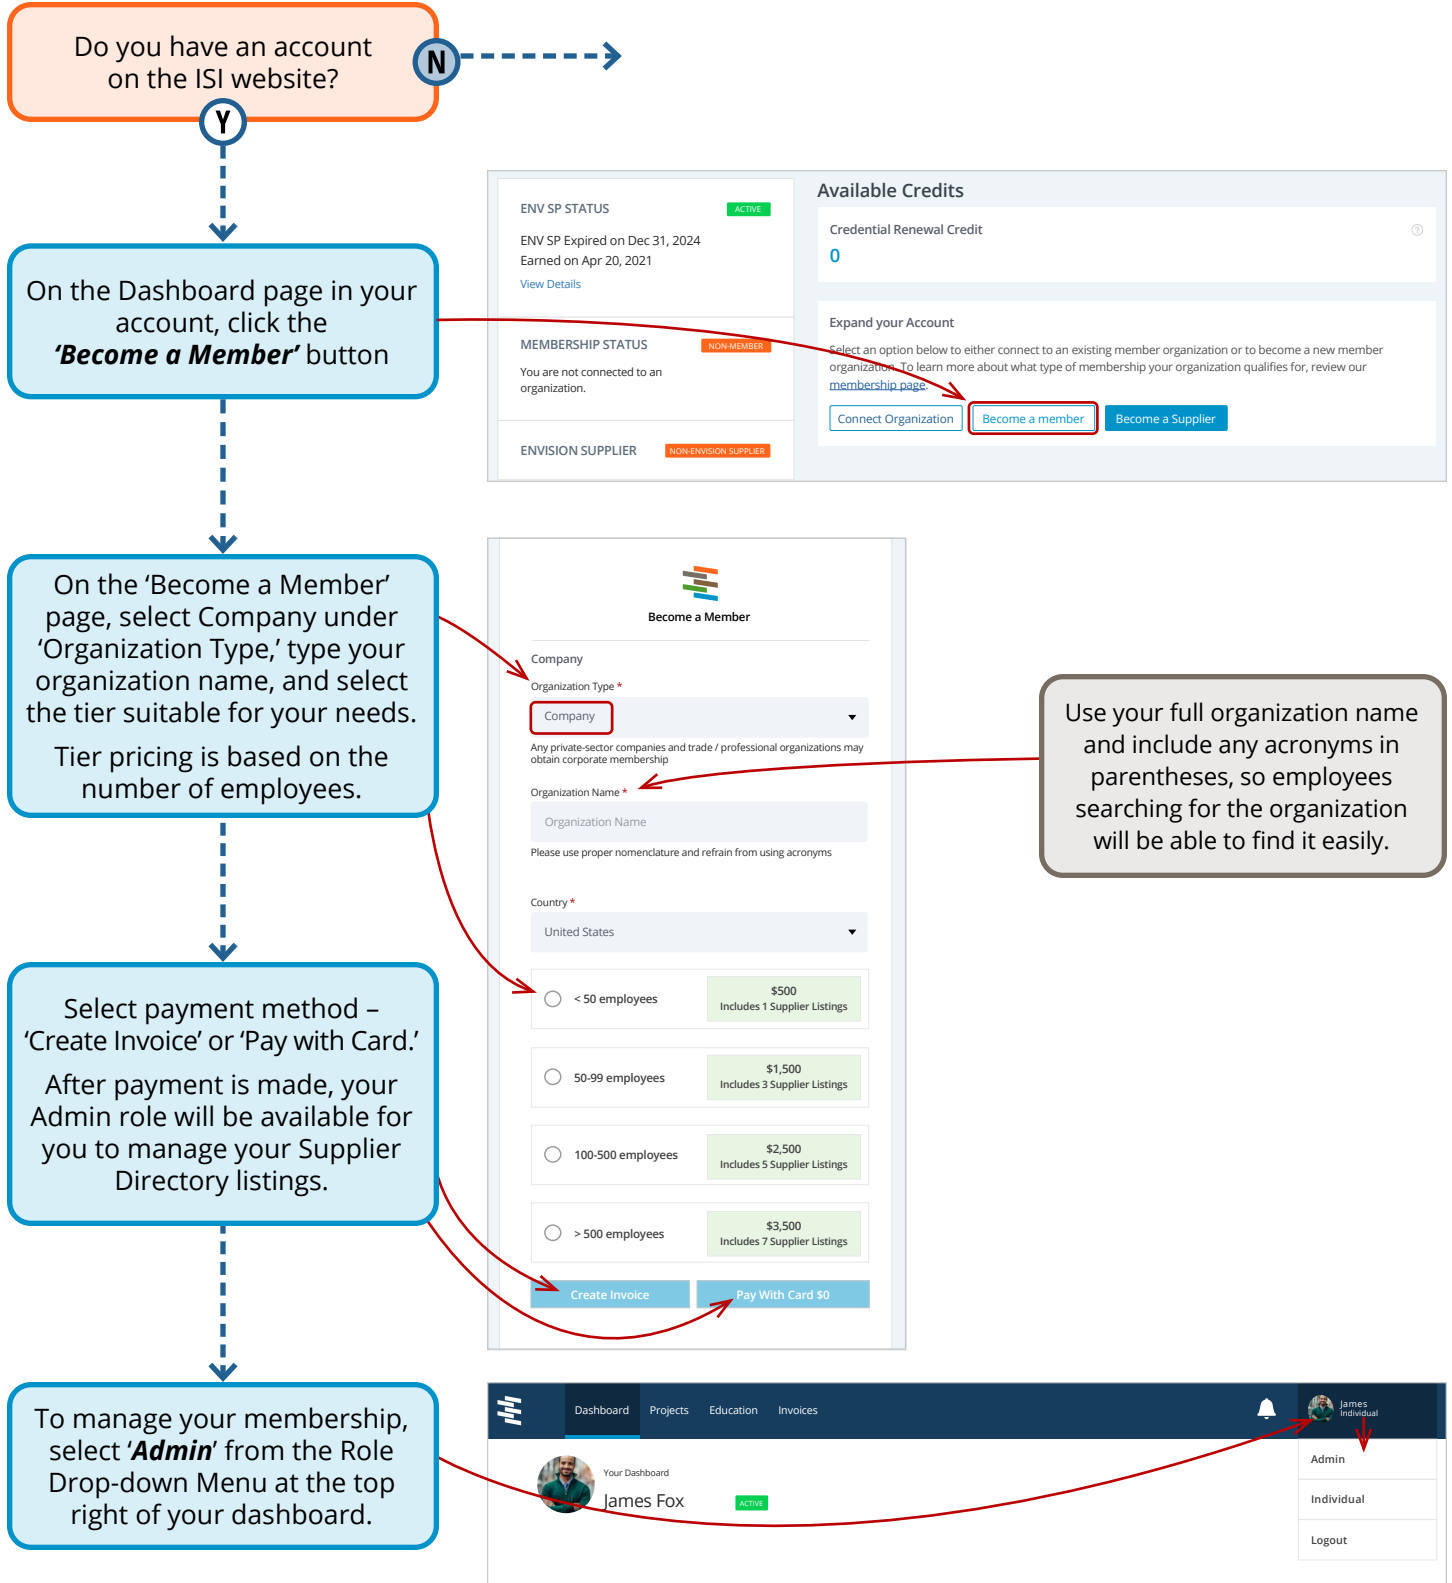 Do you have an account
on the ISI website?
N
Y
On the Dashboard page in your
account, click the
‘Become a Member’ button
ENV SP STATUS
ACTIVE
ENV SP Expired on Dec 31, 2024
Earned on Apr 20, 2021
View Details
MEMBERSHIP STATUS
NON-MEMBER
You are not connected to an
organization.
ENVISION SUPPLIER
NON-ENVISION SUPPLIER
Available Credits
Credential Renewal Credit
?
0
Expand your Account
Select an option below to either connect to an existing member organization or to become a new member
organization. To learn more about what type of membership your organization qualifies for, review our
membership page.
Connect Organization
Become a member
Become a Supplier
On the ‘Become a Member’
page, select Company under
‘Organization Type,’ type your
organization name, and select
the tier suitable for your needs.
Tier pricing is based on the
number of employees.
Become a Member
Company
Organization Type *
Company
Any private-sector companies and trade / professional organizations may
obtain corporate membership
Organization Name *
Organization Name
Please use proper nomenclature and refrain from using acronyms
Country *
United States
< 50 employees
$500
Includes 1 Supplier Listings
50-99 employees
$1,500
Includes 3 Supplier Listings
100-500 employees
$2,500
Includes 5 Supplier Listings
> 500 employees
$3,500
Includes 7 Supplier Listings
Create Invoice
Pay With Card $0
Use your full organization name
and include any acronyms in
parentheses, so employees
searching for the organization
will be able to find it easily.
Select payment method –
‘Create Invoice’ or ‘Pay with Card.’
After payment is made, your
Admin role will be available for
you to manage your Supplier
Directory listings.
To manage your membership,
select ‘Admin’ from the Role
Drop-down Menu at the top
right of your dashboard.
Dashboard
Projects
Education
Invoices
James
Individual
Your Dashboard
James Fox
ACTIVE
Admin
Individual
Logout